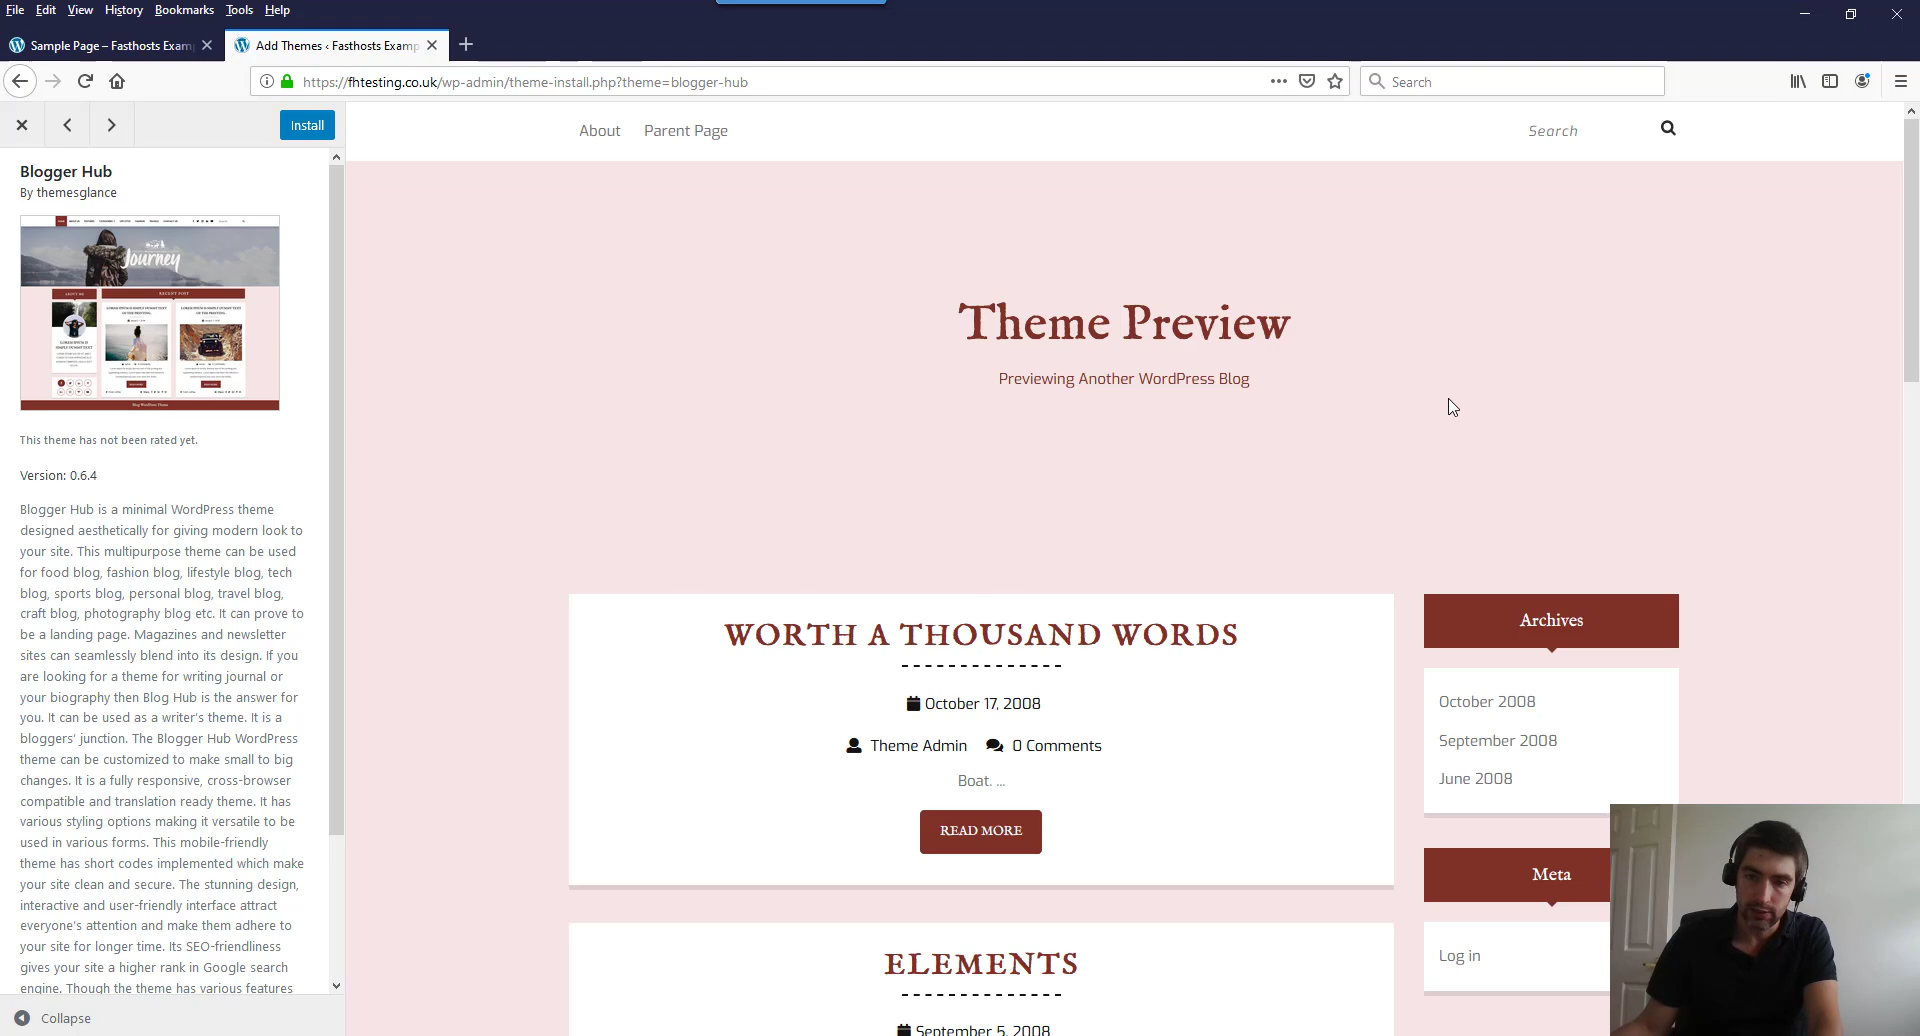 File Edit View History Bookmarks Tools Help
Sample Page – Fasthosts Exam
Add Themes ‹ Fasthosts Examp
https://fhtesting.co.uk/wp-admin/theme-install.php?theme=blogger-hub
Search
Install
Blogger Hub
By themesglance
Journey
ABOUT ME
RECENT POST
This theme has not been rated yet.
Version: 0.6.4
Blogger Hub is a minimal WordPress theme
designed aesthetically for giving modern look to
your site. This multipurpose theme can be used
for food blog, fashion blog, lifestyle blog, tech
blog, sports blog, personal blog, travel blog,
craft blog, photography blog etc. It can prove to
be a landing page. Magazines and newsletter
sites can seamlessly blend into its design. If you
are looking for a theme for writing journal or
your biography then Blog Hub is the answer for
you. It can be used as a writer's theme. It is a
bloggers' junction. The Blogger Hub WordPress
theme can be customized to make small to big
changes. It is a fully responsive, cross-browser
compatible and translation ready theme. It has
various styling options making it versatile to be
used in various forms. This mobile-friendly
theme has short codes implemented which make
your site clean and secure. The stunning design,
interactive and user-friendly interface attract
everyone's attention and make them adhere to
your site for longer time. Its SEO-friendliness
gives your site a higher rank in Google search
engine. Though the theme has various features
Collapse
About Parent Page
Search
Theme Preview
Previewing Another WordPress Blog
WORTH A THOUSAND WORDS
October 17, 2008
Theme Admin 0 Comments
Boat. ...
READ MORE
ELEMENTS
September 5, 2008
Archives
October 2008
September 2008
June 2008
Meta
Log in